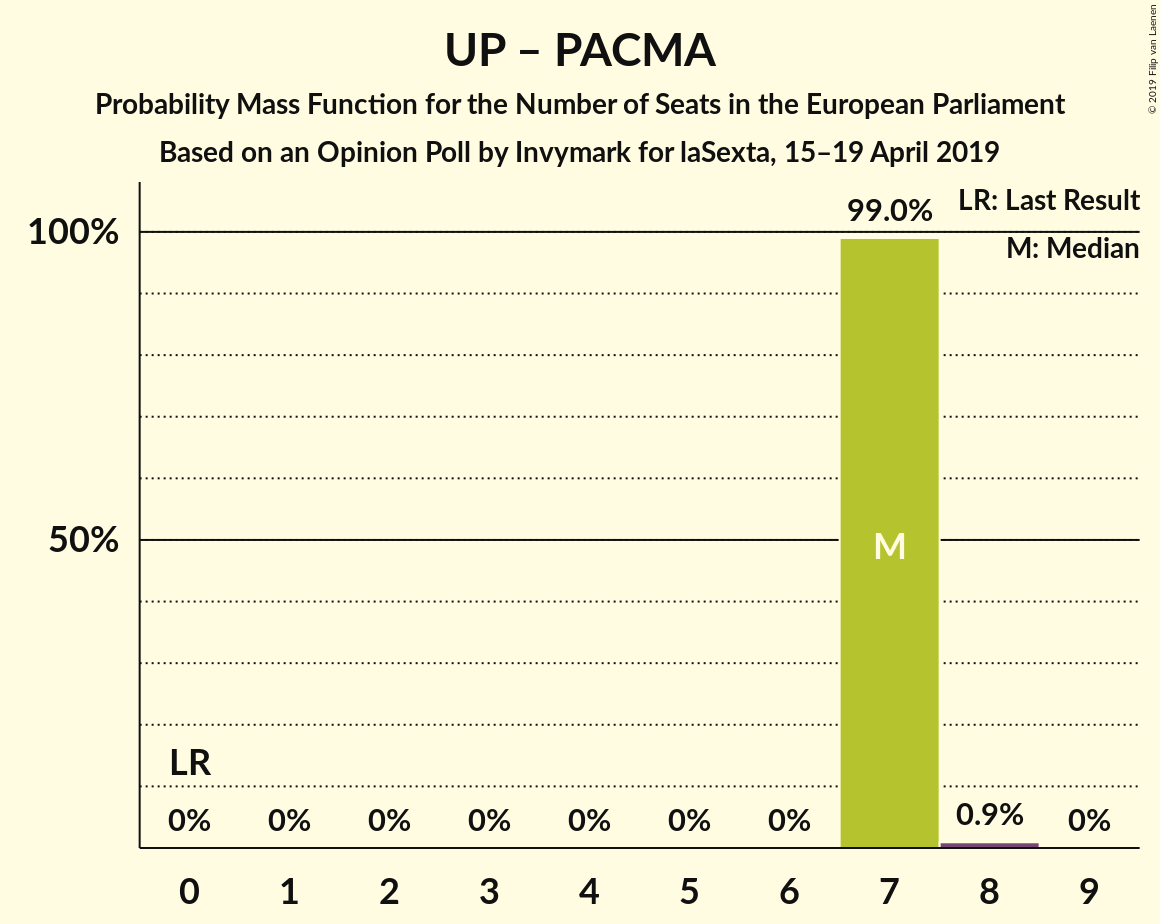 UP – PACMA
Probability Mass Function for the Number of Seats in the European Parliament
Based on an Opinion Poll by Invymark for laSexta, 15–19 April 2019
© 2019 Filip van Laenen
LR: Last Result
M: Median
99.0%
100%
50%
M
LR
0% 0% 0% 0% 0% 0% 0% 0.9% 0%
0 1 2 3 4 5 6 7 8 9